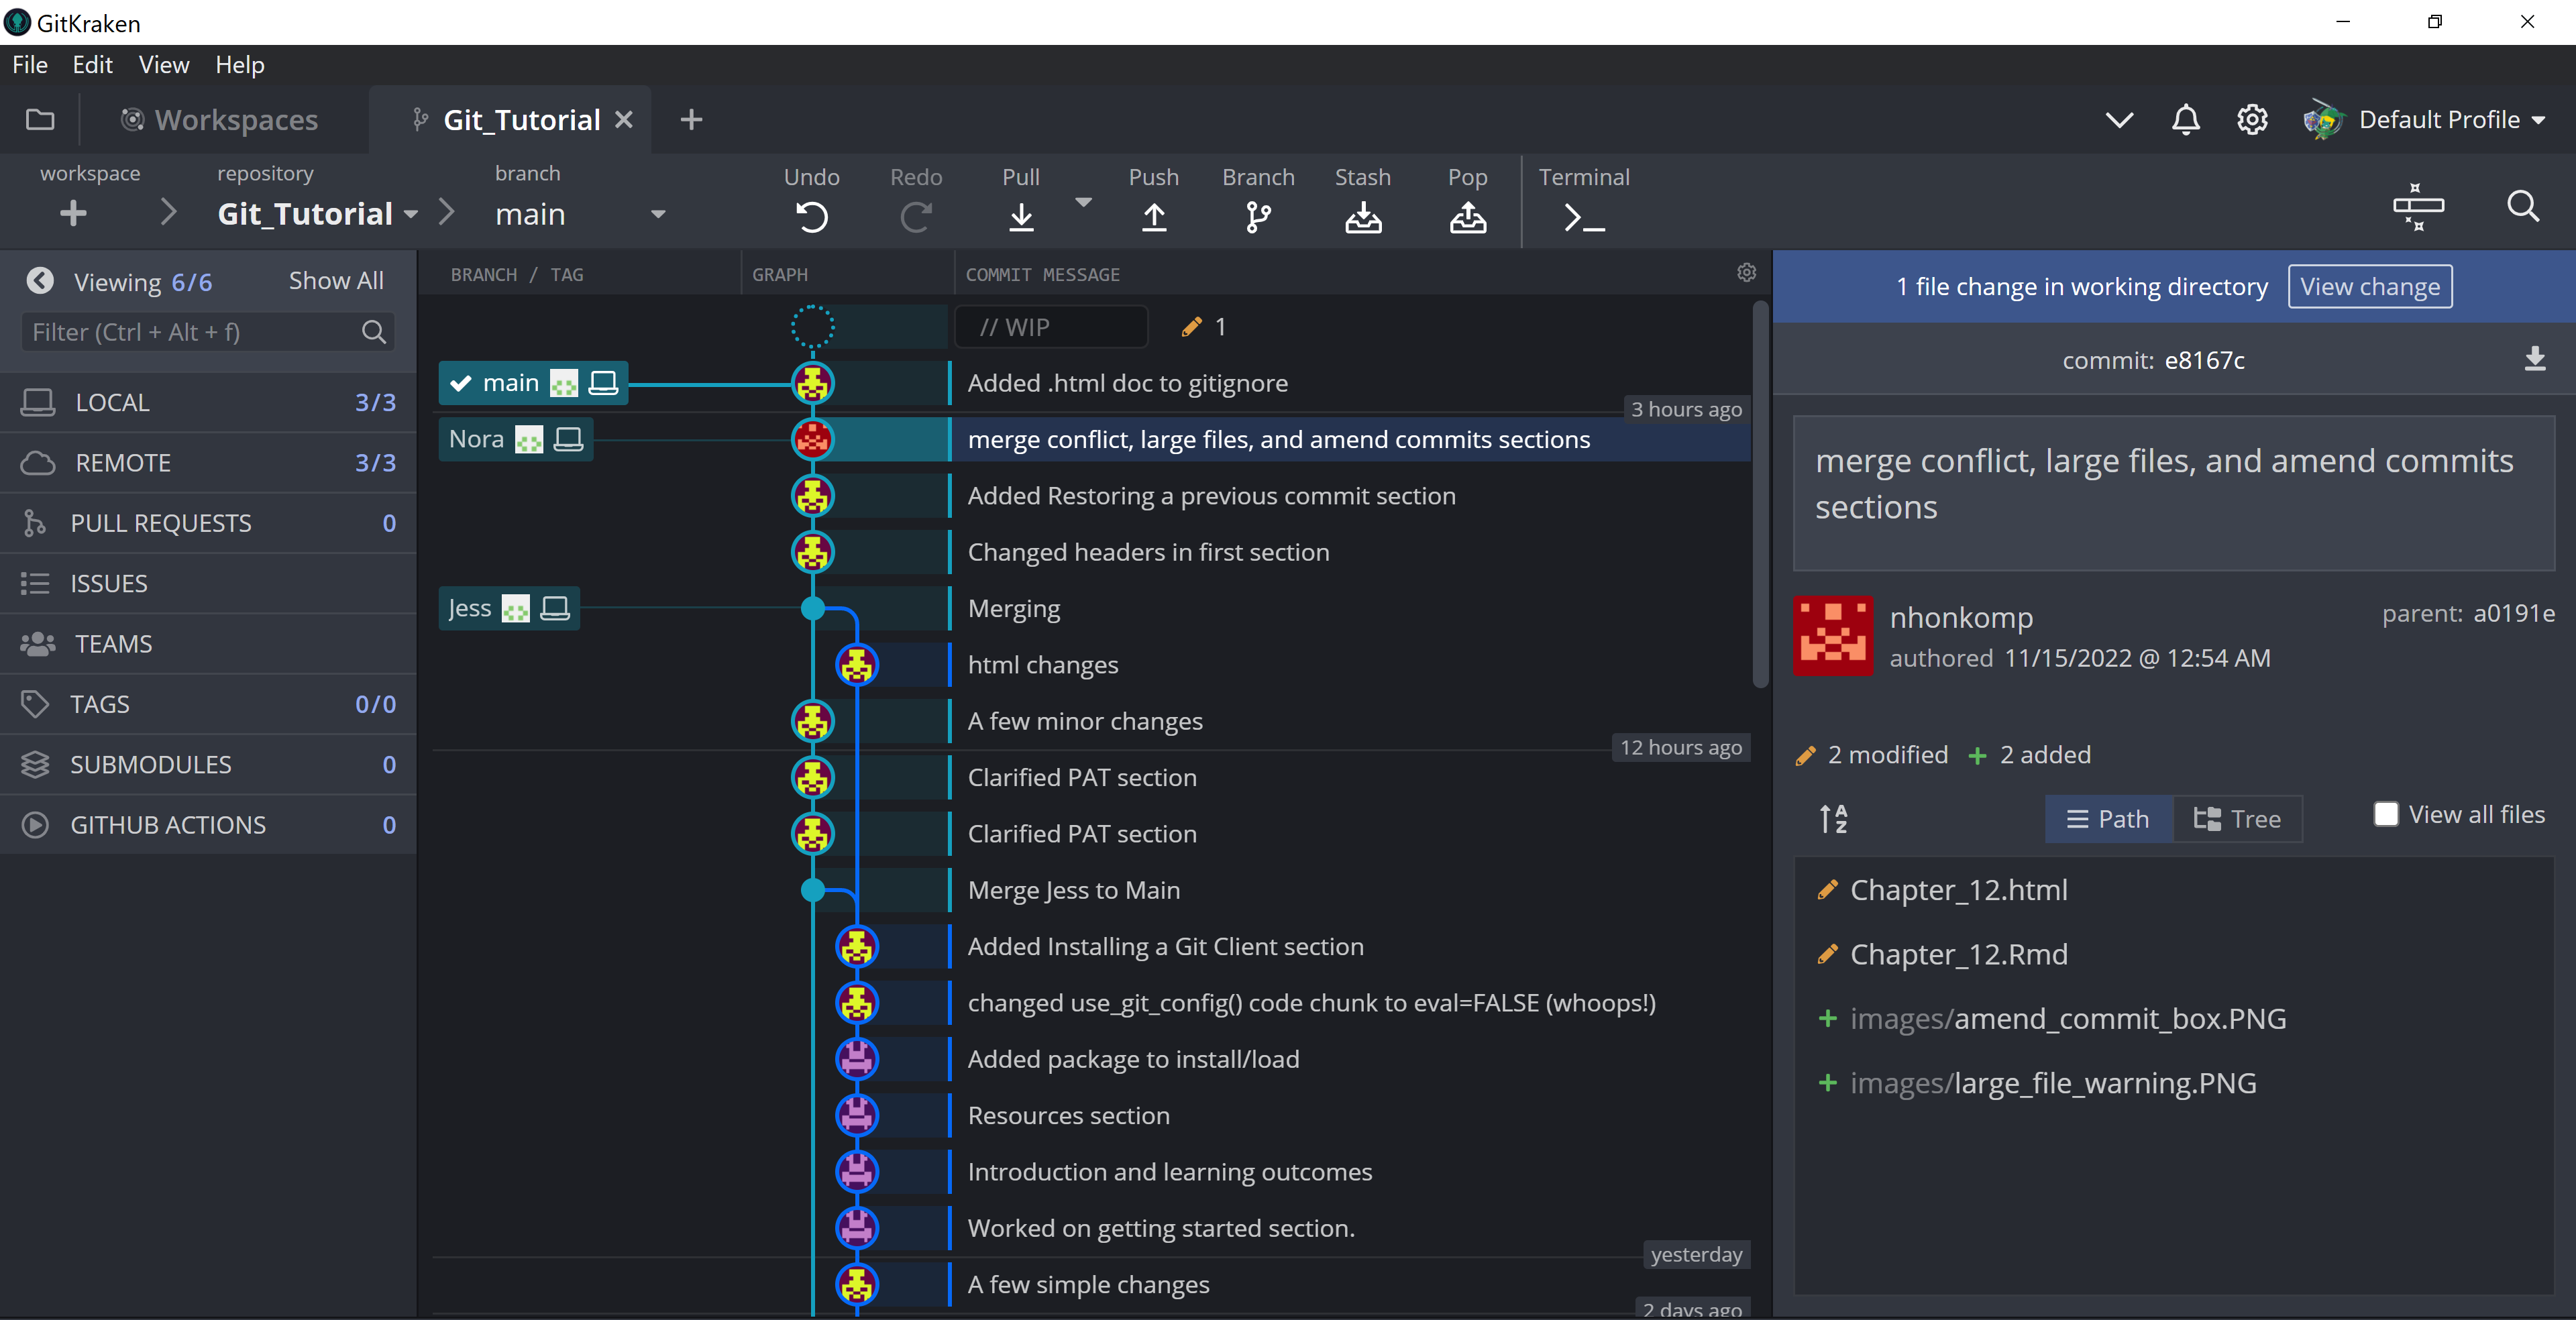 GitKraken
File Edit View Help
Workspaces
Git_Tutorial
Default Profile
workspace
repository
Git_Tutorial
branch
main
Undo
Redo
Pull
Push
Branch
Stash
Pop
Terminal
Viewing 6/6 Show All
Filter (Ctrl + Alt + f)
LOCAL 3/3
REMOTE 3/3
PULL REQUESTS 0
ISSUES
TEAMS
TAGS 0/0
SUBMODULES 0
GITHUB ACTIONS 0
BRANCH / TAG GRAPH COMMIT MESSAGE
// WIP 1
main Added .html doc to gitignore
3 hours ago
Nora merge conflict, large files, and amend commits sections
Added Restoring a previous commit section
Changed headers in first section
Jess Merging
html changes
A few minor changes
12 hours ago
Clarified PAT section
Clarified PAT section
Merge Jess to Main
Added Installing a Git Client section
changed use_git_config() code chunk to eval=FALSE (whoops!)
Added package to install/load
Resources section
Introduction and learning outcomes
Worked on getting started section.
yesterday
A few simple changes
2 days ago
1 file change in working directory View change
commit: e8167c
merge conflict, large files, and amend commits
sections
nhonkomp
parent: a0191e
authored 11/15/2022 @ 12:54 AM
2 modified + 2 added
A
Z
Path Tree View all files
Chapter_12.html
Chapter_12.Rmd
+ images/amend_commit_box.PNG
+ images/large_file_warning.PNG